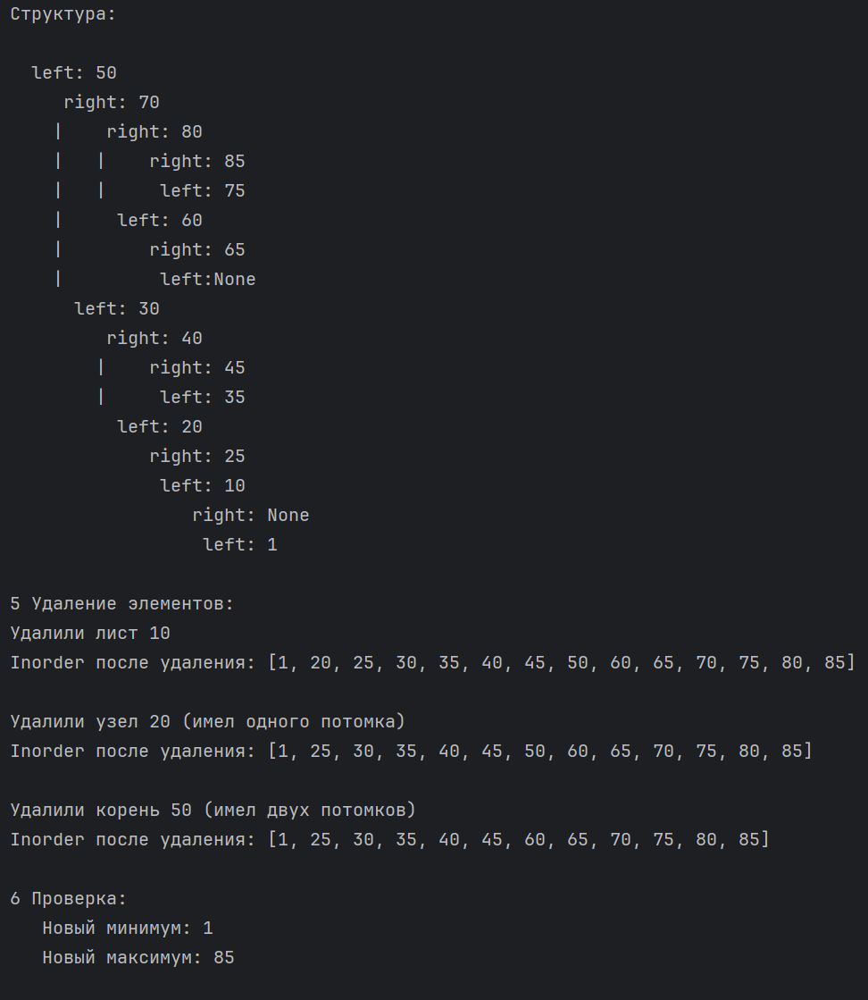 Структура:

  left: 50
     right: 70
    |    right: 80
    |   |    right: 85
    |   |     left: 75
    |     left: 60
    |        right: 65
    |         left:None
      left: 30
         right: 40
        |    right: 45
        |     left: 35
          left: 20
             right: 25
              left: 10
                 right: None
                  left: 1

5 Удаление элементов:
Удалили лист 10
Inorder после удаления: [1, 20, 25, 30, 35, 40, 45, 50, 60, 65, 70, 75, 80, 85]

Удалили узел 20 (имел одного потомка)
Inorder после удаления: [1, 25, 30, 35, 40, 45, 50, 60, 65, 70, 75, 80, 85]

Удалили корень 50 (имел двух потомков)
Inorder после удаления: [1, 25, 30, 35, 40, 45, 60, 65, 70, 75, 80, 85]

6 Проверка:
   Новый минимум: 1
   Новый максимум: 85